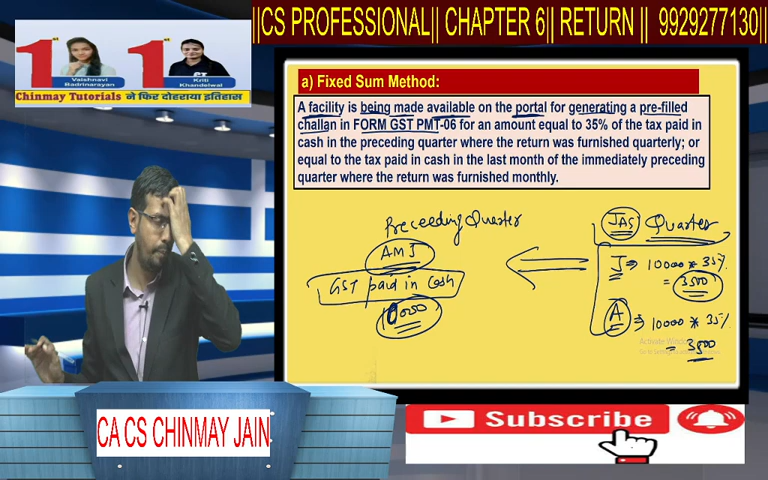 ||CS PROFESSIONAL|| CHAPTER 6|| RETURN || 9929277130||
1st
Vaishnavi
Badrinarayan
1st
Kriti
Khandelwal
Chinmay Tutorials ने फिर दोहराया इतिहास
a) Fixed Sum Method:
A facility is being made available on the portal for generating a pre-filled
challan in FORM GST PMT-06 for an amount equal to 35% of the tax paid in
cash in the preceding quarter where the return was furnished quarterly; or
equal to the tax paid in cash in the last month of the immediately preceding
quarter where the return was furnished monthly.
Preceeding Quarter
AMJ
GST paid in Cash
10000
JAS Quarter
J ⇒ 10000 * 35%
= 3500
A ⇒ 10000 * 35%
= 3500
Activate Windows
CA CS CHINMAY JAIN
Subscribe